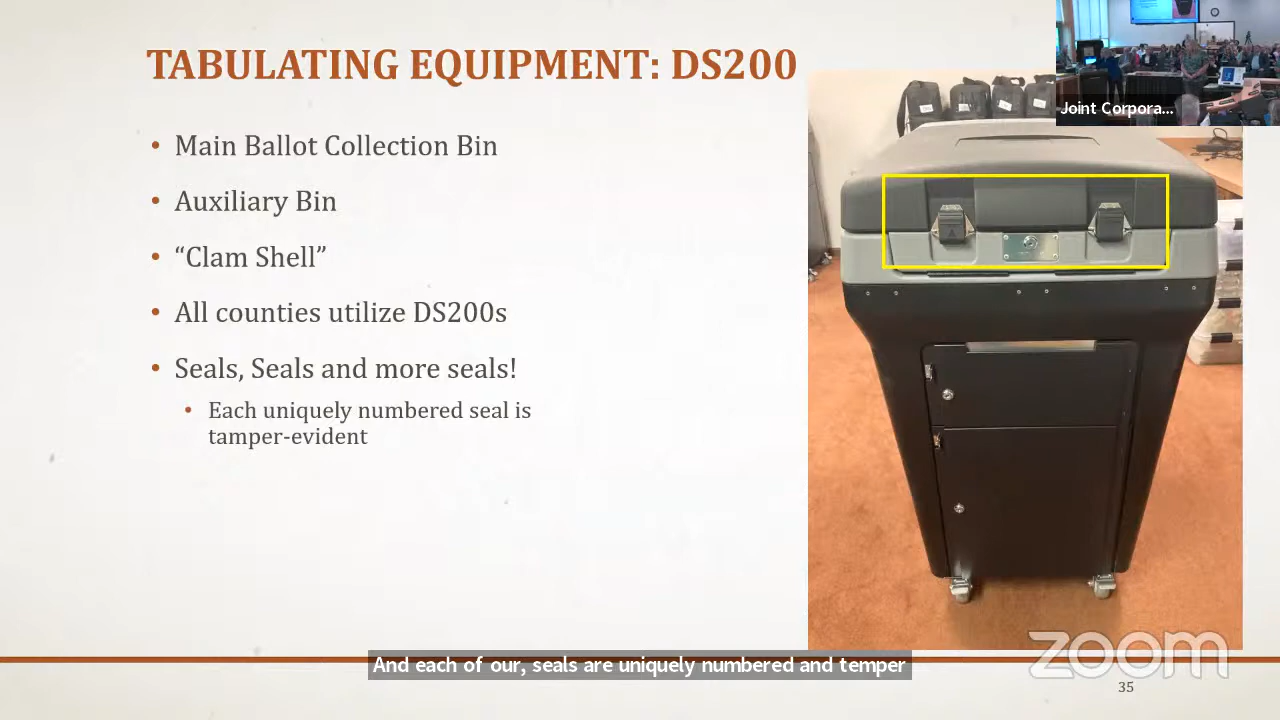 TABULATING EQUIPMENT: DS200
Joint Corpora...
• Main Ballot Collection Bin
• Auxiliary Bin
• “Clam Shell”
• All counties utilize DS200s
• Seals, Seals and more seals!
• Each uniquely numbered seal is
tamper-evident
And each of our, seals are uniquely numbered and temper
zoom
35